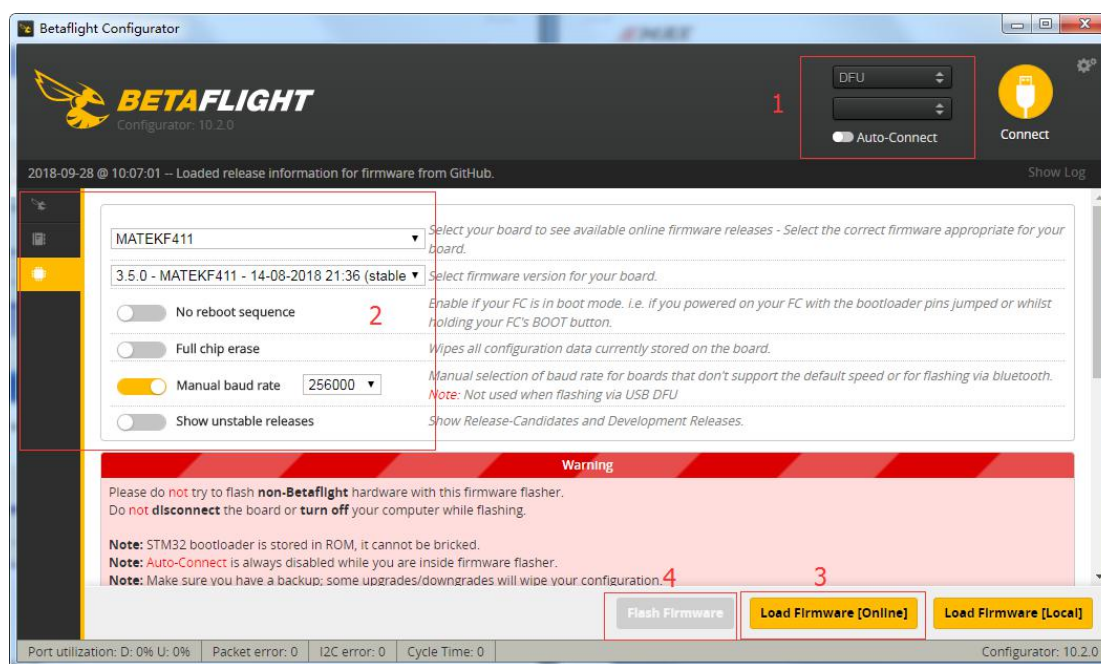 Betaflight Configurator
BETAFLIGHT
Configurator: 10.2.0
1
DFU
Auto-Connect
Connect
2018-09-28 @ 10:07:01 -- Loaded release information for firmware from GitHub.
Show Log
MATEKF411
Select your board to see available online firmware releases - Select the correct firmware appropriate for your
board.
3.5.0 - MATEKF411 - 14-08-2018 21:36 (stable
Select firmware version for your board.
No reboot sequence
2
Enable if your FC is in boot mode. i.e. if you powered on your FC with the bootloader pins jumped or whilst
holding your FC's BOOT button.
Full chip erase
Wipes all configuration data currently stored on the board.
Manual baud rate
256000
Manual selection of baud rate for boards that don't support the default speed or for flashing via bluetooth.
Note: Not used when flashing via USB DFU
Show unstable releases
Show Release-Candidates and Development Releases.
Warning
Please do not try to flash non-Betaflight hardware with this firmware flasher.
Do not disconnect the board or turn off your computer while flashing.
Note: STM32 bootloader is stored in ROM, it cannot be bricked.
Note: Auto-Connect is always disabled while you are inside firmware flasher.
Note: Make sure you have a backup; some upgrades/downgrades will wipe your configuration.
4
3
Flash Firmware
Load Firmware [Online]
Load Firmware [Local]
Port utilization: D: 0% U: 0%
Packet error: 0
I2C error: 0
Cycle Time: 0
Configurator: 10.2.0